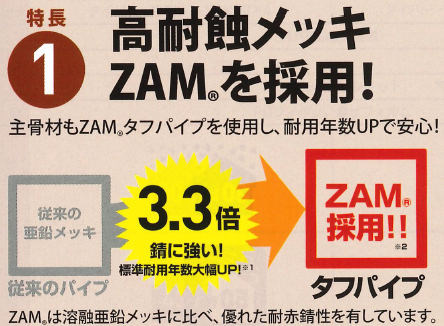 特長
1
高耐蝕メッキ
ZAM®を採用!
主骨材もZAM®タフパイプを使用し、耐用年数UPで安心!
従来の
亜鉛メッキ
従来のパイプ
3.3倍
錆に強い!
標準耐用年数大幅UP!※1
ZAM®
採用!!
※2
タフパイプ
ZAM®は溶融亜鉛メッキに比べ、優れた耐赤錆性を有しています。